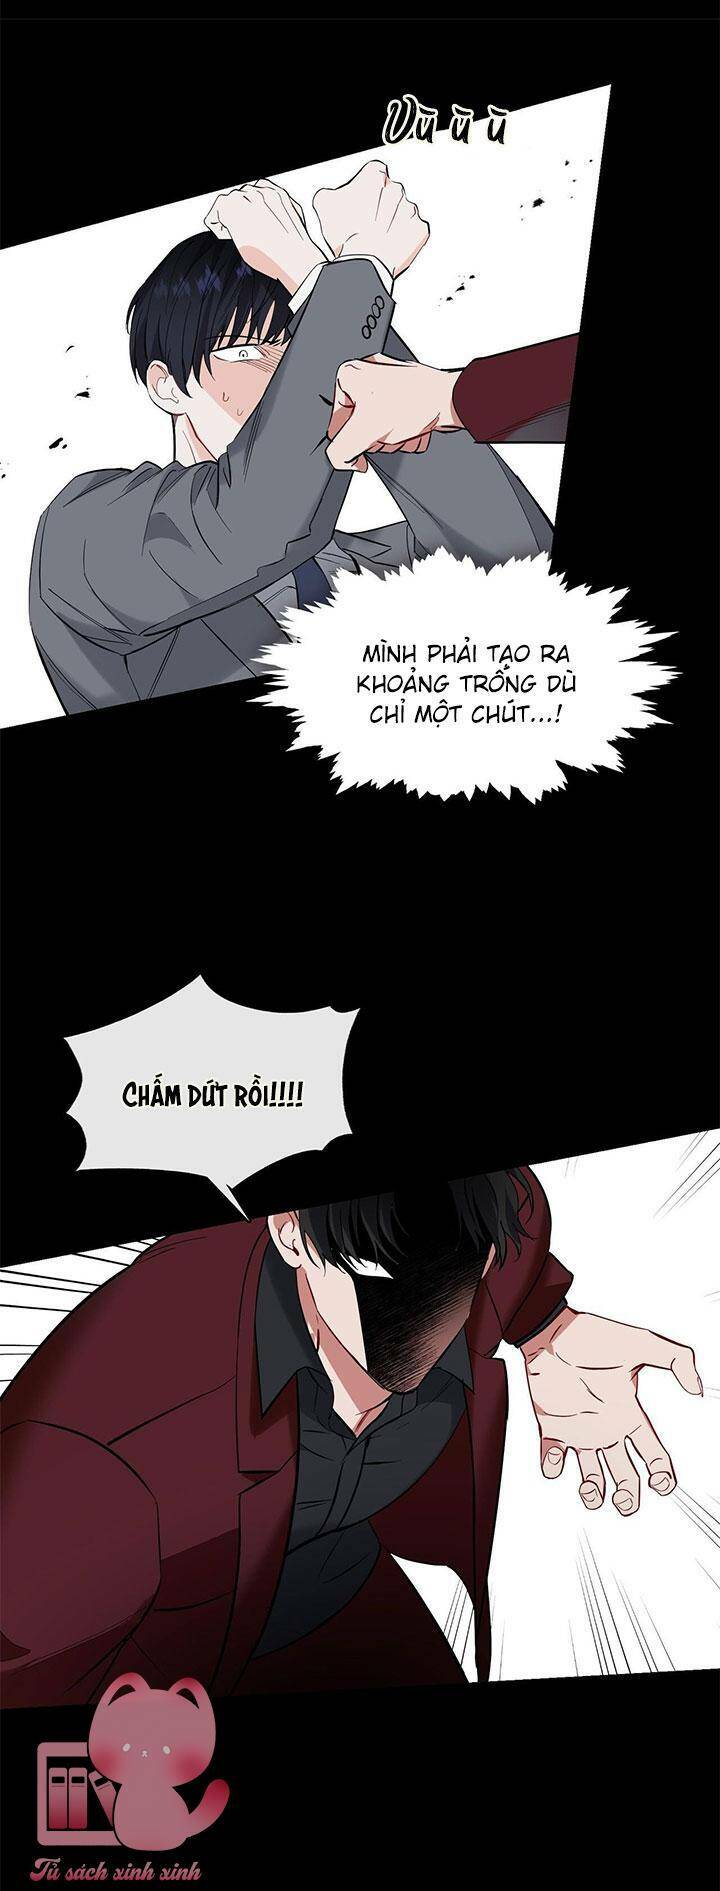 Vù ù ù
MÌNH PHẢI TẠO RA
KHOẢNG TRỐNG DÙ
CHỈ MỘT CHÚT...!
CHẤM DỨT RỒI!!!!
Tủ sách xinh xinh